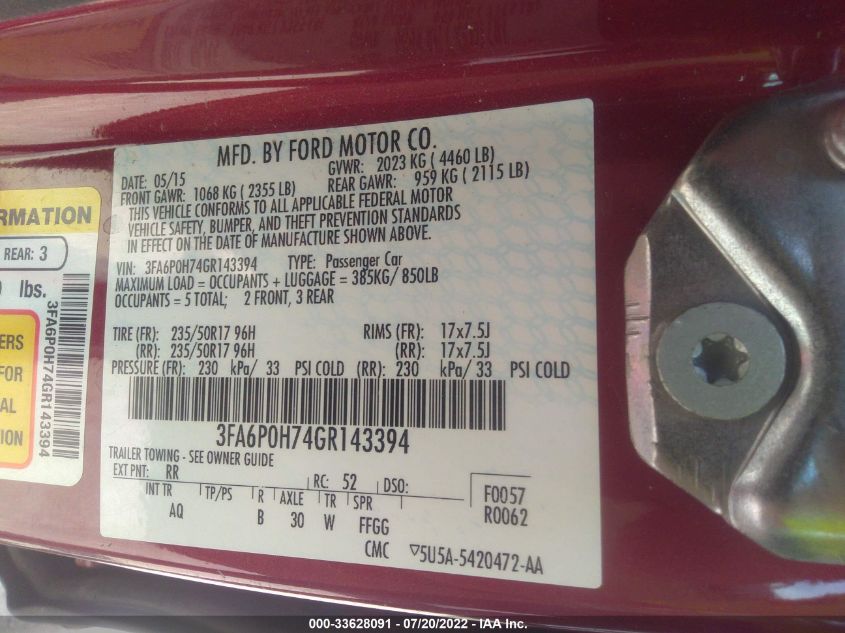 MFD. BY FORD MOTOR CO.
DATE: 05/15 GVWR: 2023 KG ( 4460 LB)
FRONT GAWR: 1068 KG ( 2355 LB) REAR GAWR: 959 KG ( 2115 LB)
THIS VEHICLE CONFORMS TO ALL APPLICABLE FEDERAL MOTOR
VEHICLE SAFETY, BUMPER, AND THEFT PREVENTION STANDARDS
IN EFFECT ON THE DATE OF MANUFACTURE SHOWN ABOVE.
VIN: 3FA6P0H74GR143394 TYPE: Passenger Car
MAXIMUM LOAD = OCCUPANTS + LUGGAGE = 385KG/ 850LB
OCCUPANTS = 5 TOTAL; 2 FRONT, 3 REAR
TIRE (FR): 235/50R17 96H RIMS (FR): 17x7.5J
(RR): 235/50R17 96H (RR): 17x7.5J
PRESSURE (FR): 230 kPa/ 33 PSI COLD (RR): 230 kPa/ 33 PSI COLD
3FA6P0H74GR143394
TRAILER TOWING - SEE OWNER GUIDE
EXT PNT: RR RC: 52 DSO:
INT TR TP/PS R AXLE TR SPR F0057
AQ B 30 W FFGG R0062
CMC ▽5U5A-5420472-AA
RMATION
REAR: 3
lbs.
ERS
FOR
AL
ON
3FA6P0H74GR143394
000-33628091 - 07/20/2022 - IAA Inc.